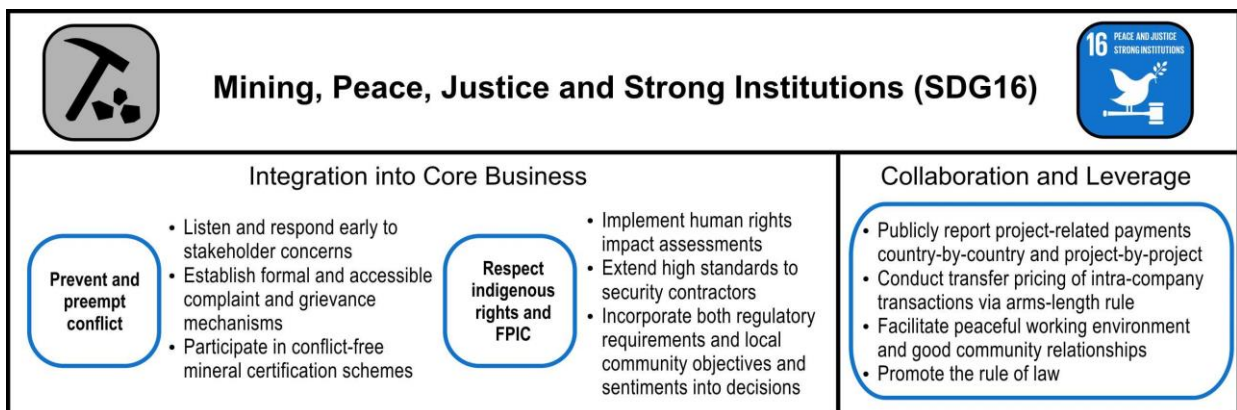 Mining, Peace, Justice and Strong Institutions (SDG16)
16 PEACE AND JUSTICE
STRONG INSTITUTIONS
Integration into Core Business
Prevent and
preempt
conflict
• Listen and respond early to
stakeholder concerns
• Establish formal and accessible
complaint and grievance
mechanisms
• Participate in conflict-free
mineral certification schemes
Respect
indigenous
rights and
FPIC
• Implement human rights
impact assessments
• Extend high standards to
security contractors
• Incorporate both regulatory
requirements and local
community objectives and
sentiments into decisions
Collaboration and Leverage
• Publicly report project-related payments
country-by-country and project-by-project
• Conduct transfer pricing of intra-company
transactions via arms-length rule
• Facilitate peaceful working environment
and good community relationships
• Promote the rule of law